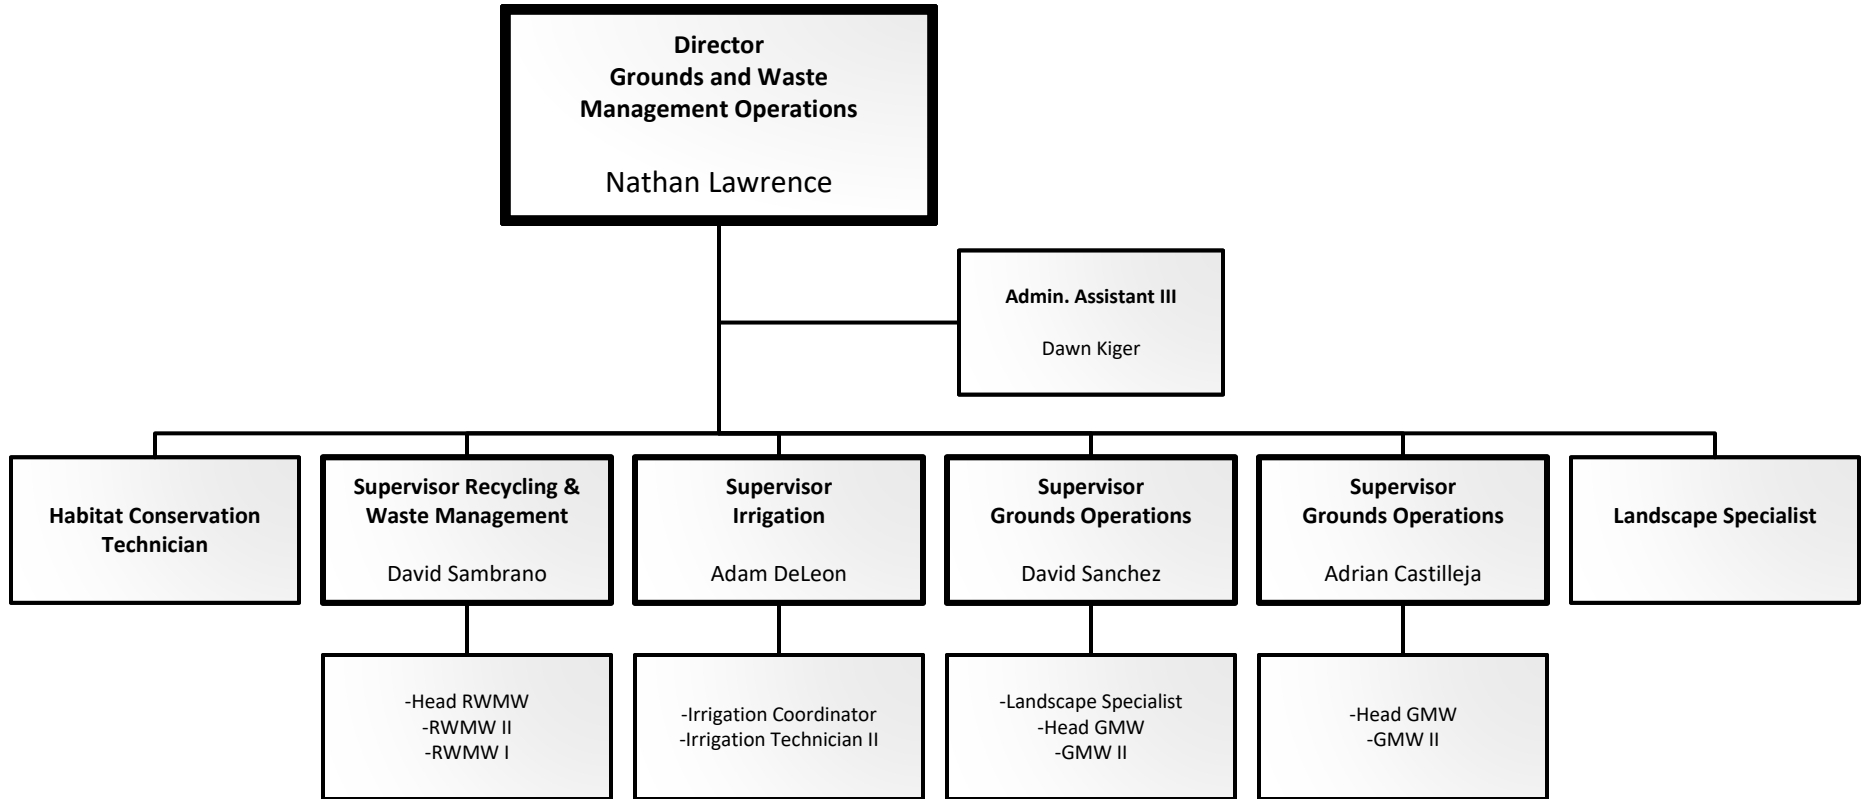 Director
Grounds and Waste
Management Operations
Nathan Lawrence
Admin. Assistant III
Dawn Kiger
Habitat Conservation
Technician
Supervisor Recycling &
Waste Management
David Sambrano
Supervisor
Irrigation
Adam DeLeon
Supervisor
Grounds Operations
David Sanchez
Supervisor
Grounds Operations
Adrian Castilleja
Landscape Specialist
-Head RWMW
-RWMW II
-RWMW I
-Irrigation Coordinator
-Irrigation Technician II
-Landscape Specialist
-Head GMW
-GMW II
-Head GMW
-GMW II